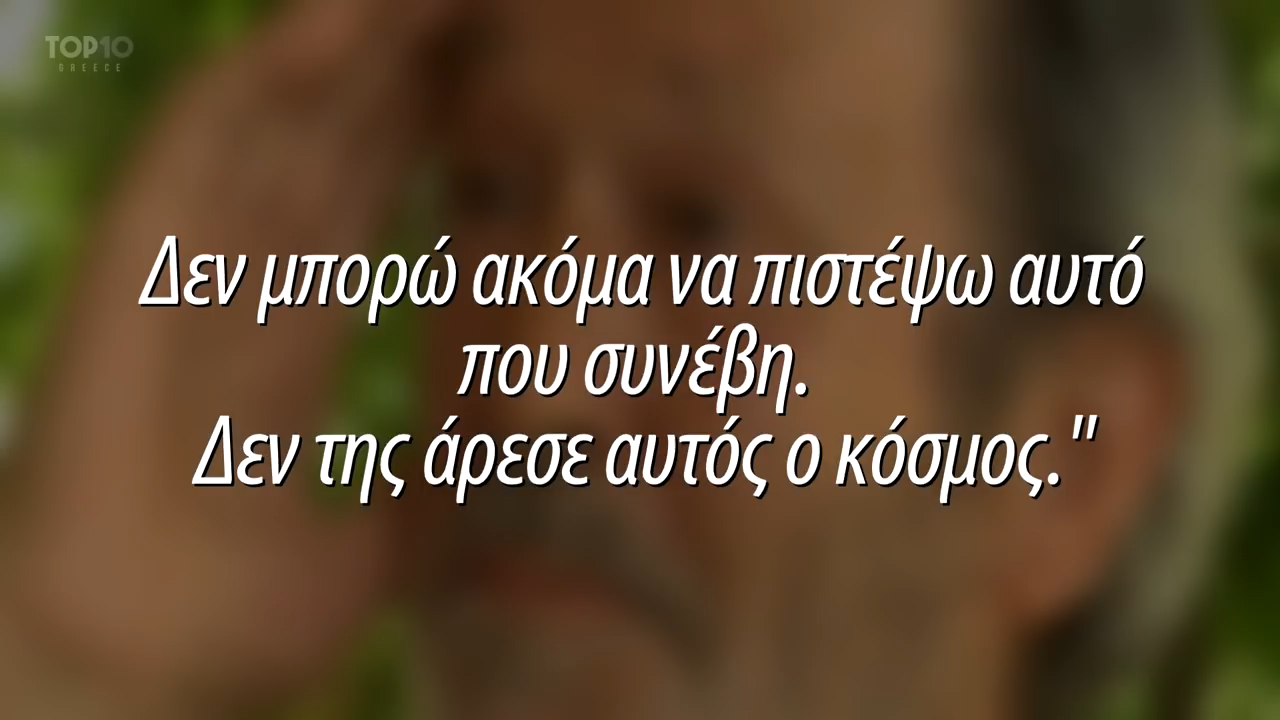 TOP10
GREECE
Δεν μπορώ ακόμα να πιστέψω αυτό
που συνέβη.
Δεν της άρεσε αυτός ο κόσμος."